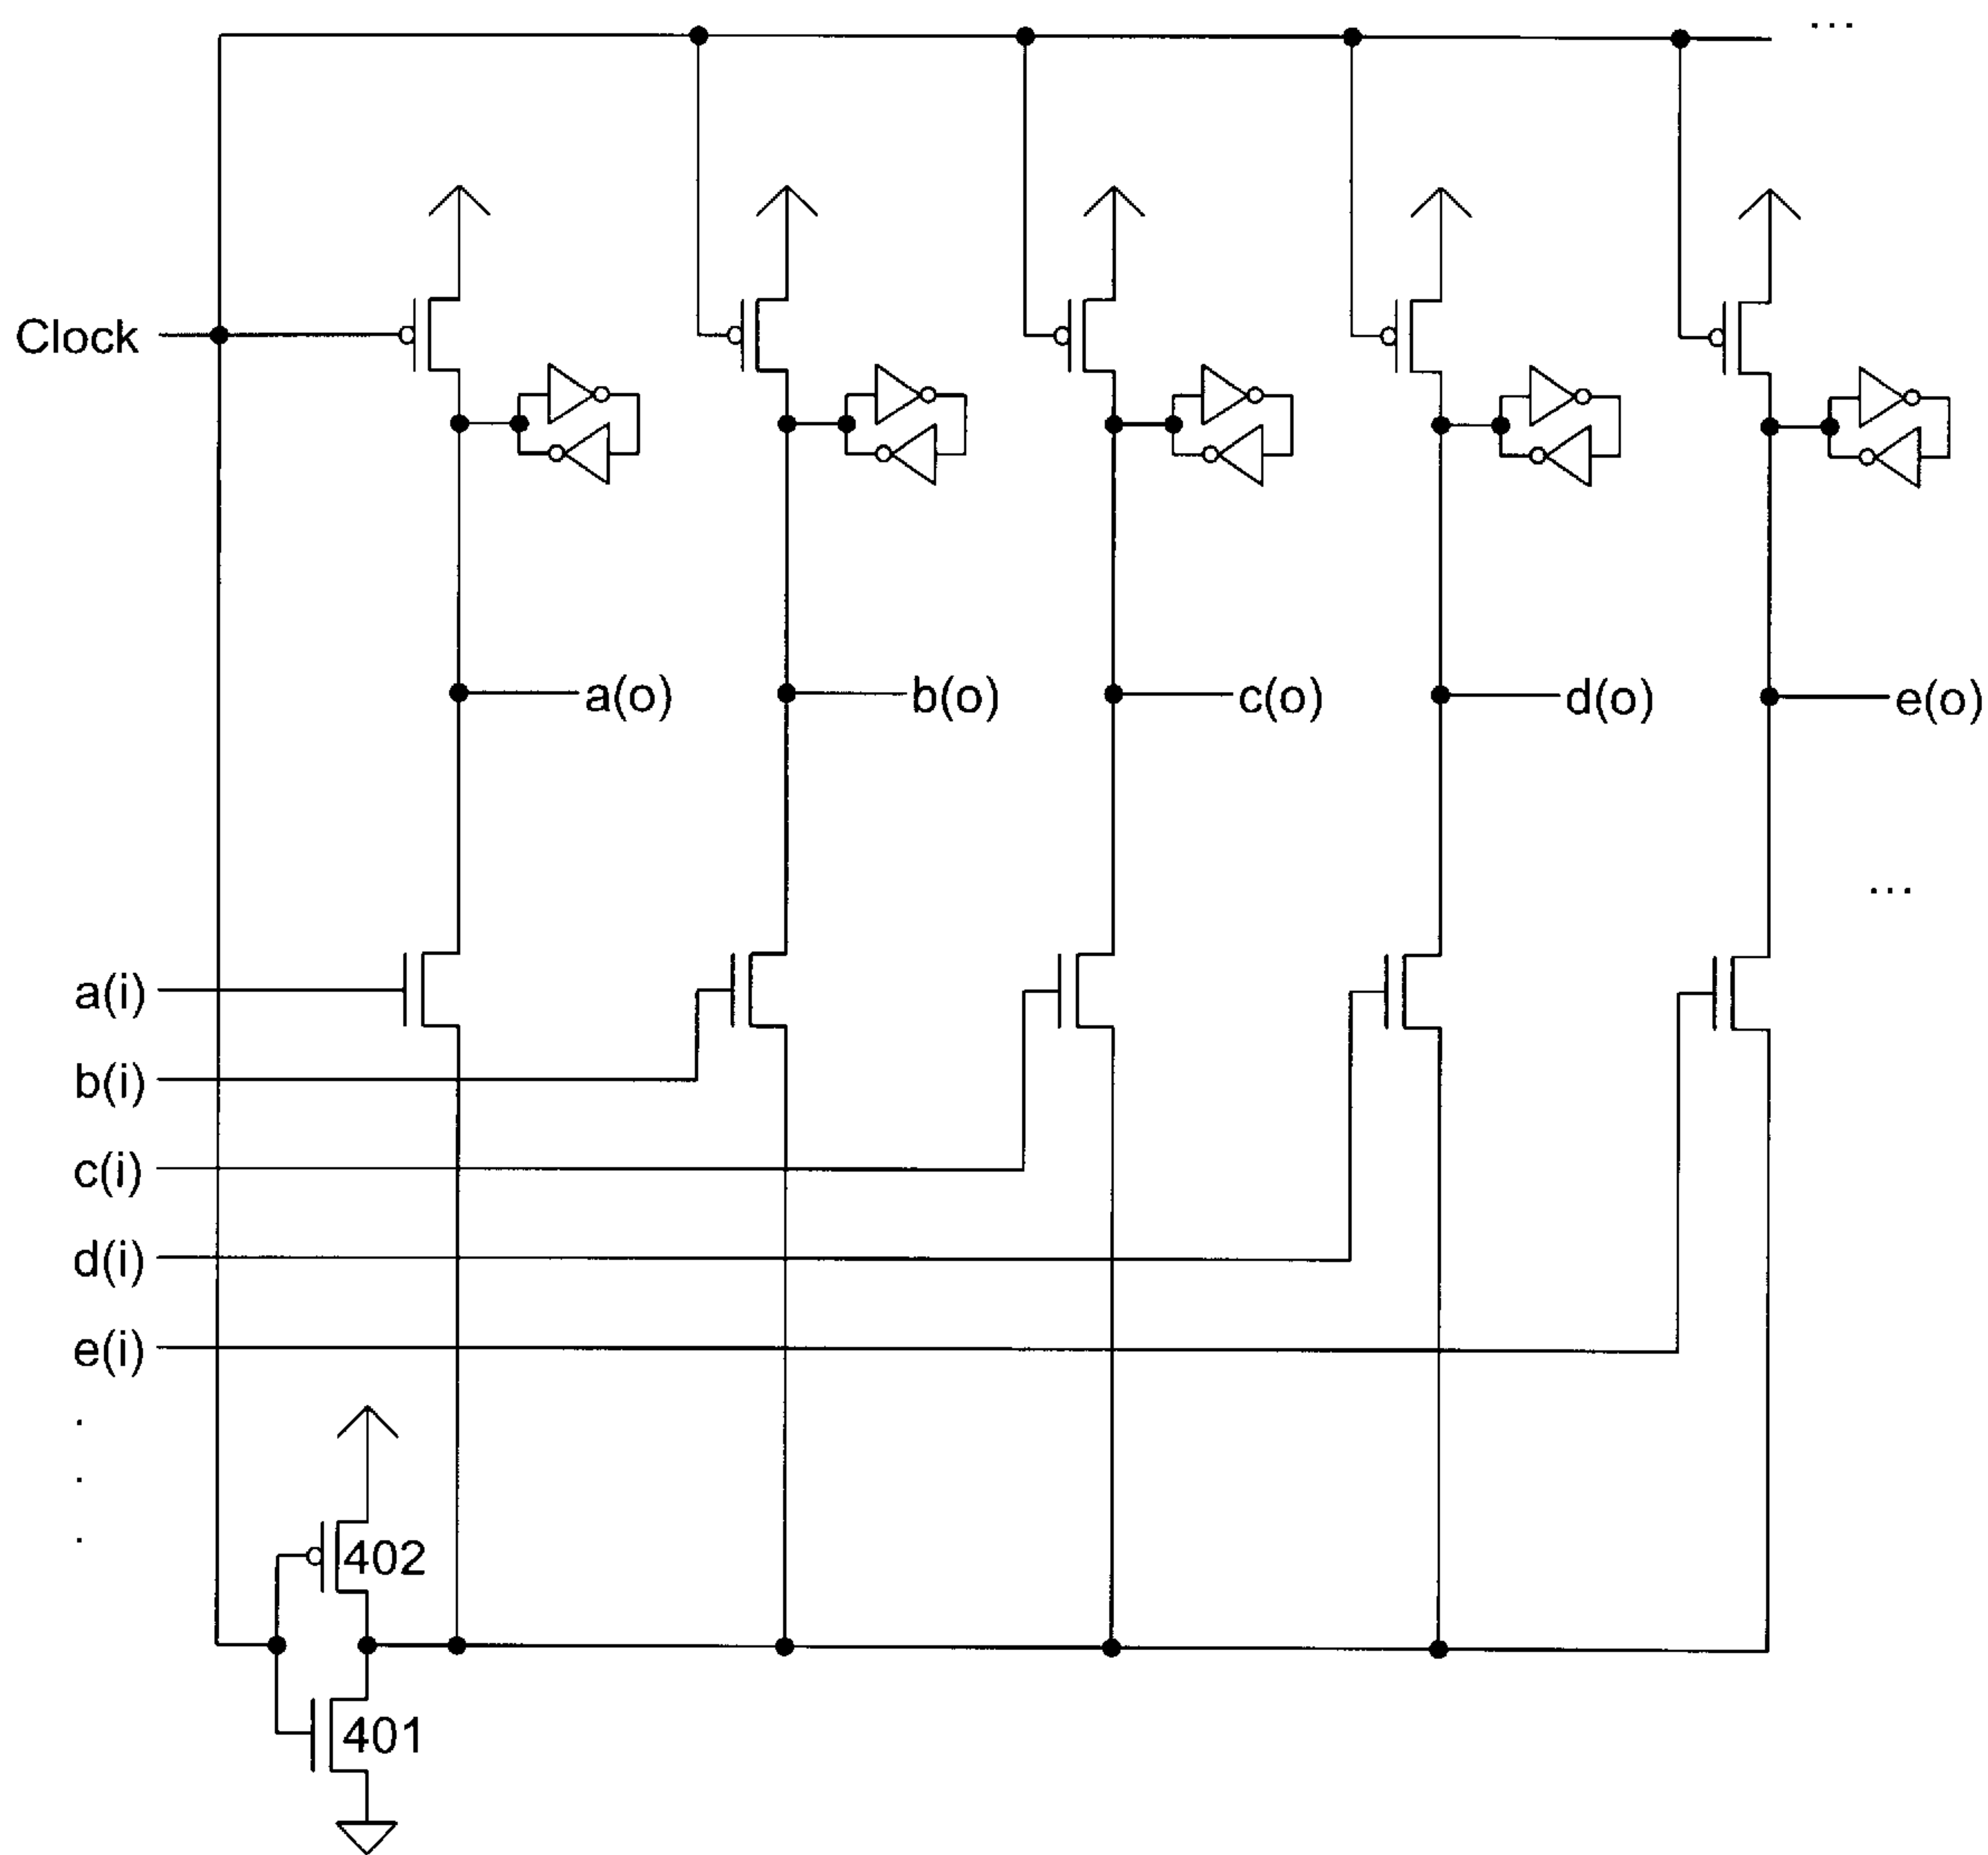 ...
Clock
a(o) b(o) c(o) d(o) e(o)
...
a(i)
b(i)
c(i)
d(i)
e(i)
.
.
.
402
401